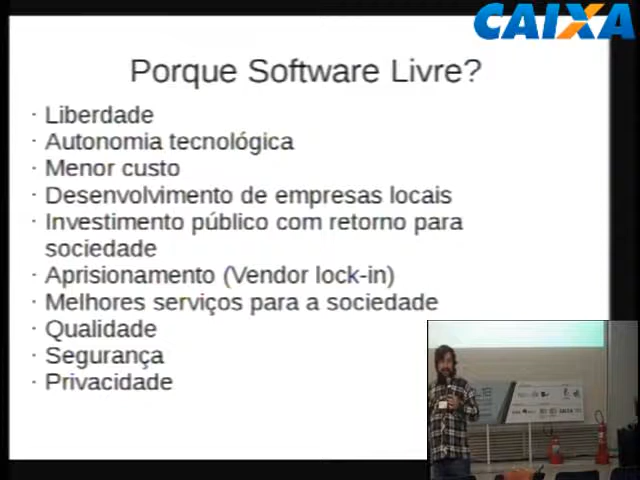 CAIXA
Porque Software Livre?
· Liberdade
· Autonomia tecnológica
· Menor custo
· Desenvolvimento de empresas locais
· Investimento público com retorno para
sociedade
· Aprisionamento (Vendor lock-in)
· Melhores serviços para a sociedade
· Qualidade
· Segurança
· Privacidade
CAIXA